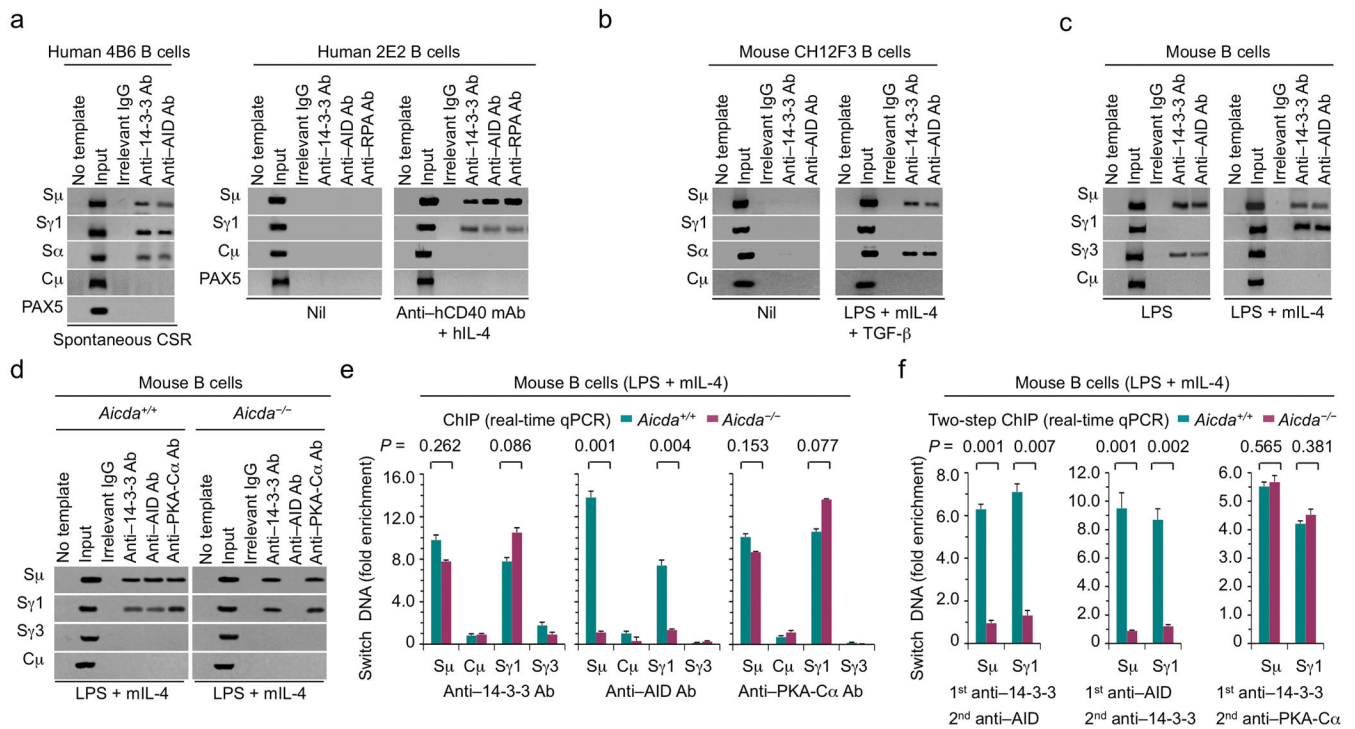 a
Human 4B6 B cells
No template
Input
Irrelevant IgG
Anti–14-3-3 Ab
Anti–AID Ab
Sμ
Sγ1
Sα
Cμ
PAX5
Spontaneous CSR
Human 2E2 B cells
No template
Input
Irrelevant IgG
Anti–14-3-3 Ab
Anti–AID Ab
Anti–RPA Ab
No template
Input
Irrelevant IgG
Anti–14-3-3 Ab
Anti–AID Ab
Anti–RPA Ab
Sμ
Sγ1
Cμ
PAX5
Nil
Anti–hCD40 mAb
+ hIL-4
b
Mouse CH12F3 B cells
No template
Input
Irrelevant IgG
Anti–14-3-3 Ab
Anti–AID Ab
No template
Input
Irrelevant IgG
Anti–14-3-3 Ab
Anti–AID Ab
Sμ
Sγ1
Sα
Cμ
Nil
LPS + mIL-4
+ TGF-β
c
Mouse B cells
No template
Input
Irrelevant IgG
Anti–14-3-3 Ab
Anti–AID Ab
No template
Input
Irrelevant IgG
Anti–14-3-3 Ab
Anti–AID Ab
Sμ
Sγ1
Sγ3
Cμ
LPS
LPS + mIL-4
d
Mouse B cells
Aicda+/+
Aicda–/–
No template
Input
Irrelevant IgG
Anti–14-3-3 Ab
Anti–AID Ab
Anti–PKA-Cα Ab
No template
Input
Irrelevant IgG
Anti–14-3-3 Ab
Anti–AID Ab
Anti–PKA-Cα Ab
Sμ
Sγ1
Sγ3
Cμ
LPS + mIL-4
LPS + mIL-4
e
Mouse B cells (LPS + mIL-4)
ChIP (real-time qPCR) Aicda+/+ Aicda–/–
P = 0.262 0.086 0.001 0.004 0.153 0.077
Switch DNA (fold enrichment)
16.0
12.0
8.0
4.0
0
Sμ Cμ Sγ1 Sγ3 Sμ Cμ Sγ1 Sγ3 Sμ Cμ Sγ1 Sγ3
Anti-14-3-3 Ab Anti–AID Ab Anti–PKA-Cα Ab
f
Mouse B cells (LPS + mIL-4)
Two-step ChIP (real-time qPCR) Aicda+/+ Aicda–/–
P = 0.001 0.007 0.001 0.002 0.565 0.381
Switch DNA (fold enrichment)
8.0
6.0
4.0
2.0
0
12.0
10.0
8.0
6.0
4.0
2.0
0
6.0
5.0
4.0
3.0
2.0
1.0
0
Sμ Sγ1 Sμ Sγ1 Sμ Sγ1
1st anti–14-3-3 1st anti–AID 1st anti–14-3-3
2nd anti–AID 2nd anti–14-3-3 2nd anti–PKA-Cα